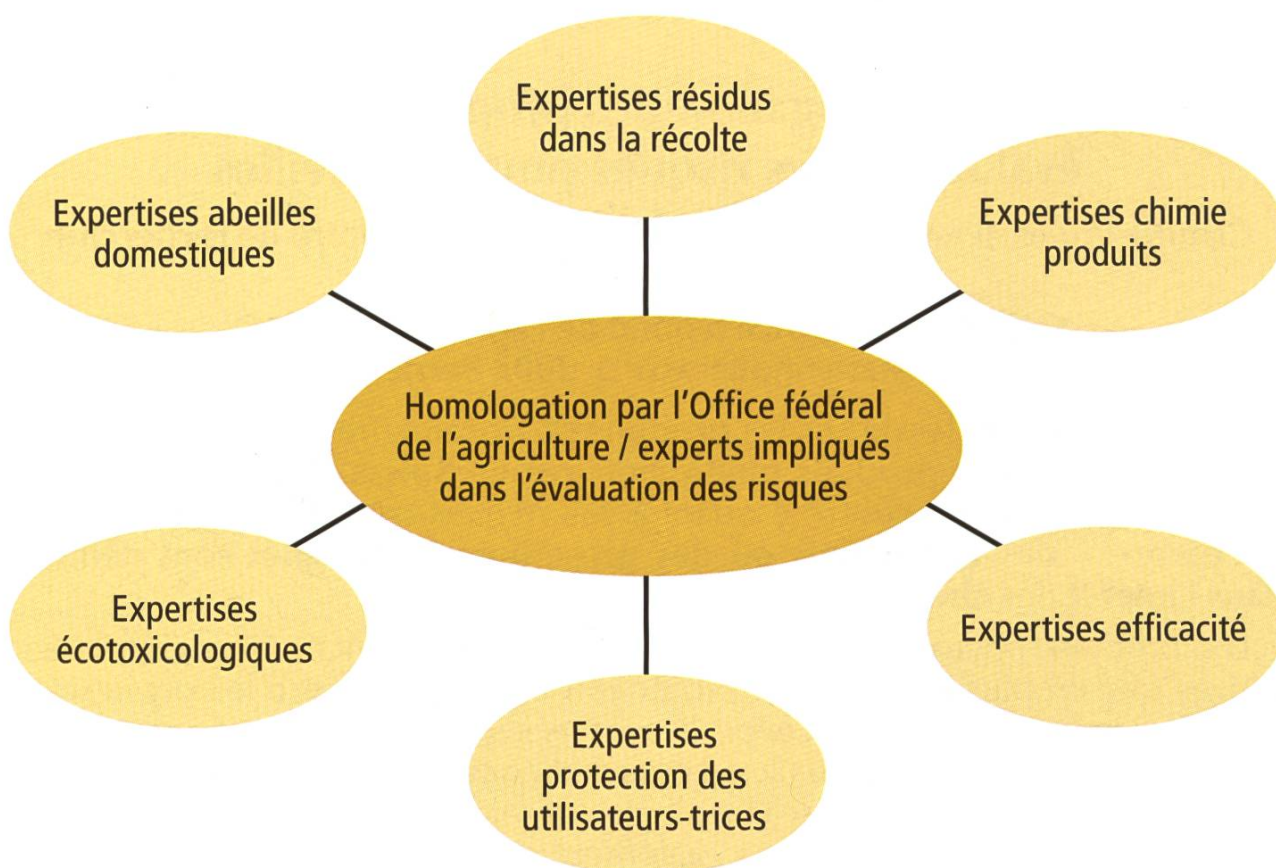 Expertises résidus
dans la récolte
Expertises abeilles
domestiques
Expertises chimie
produits
Homologation par l'Office fédéral
de l'agriculture / experts impliqués
dans l'évaluation des risques
Expertises
écotoxicologiques
Expertises efficacité
Expertises
protection des
utilisateurs-trices